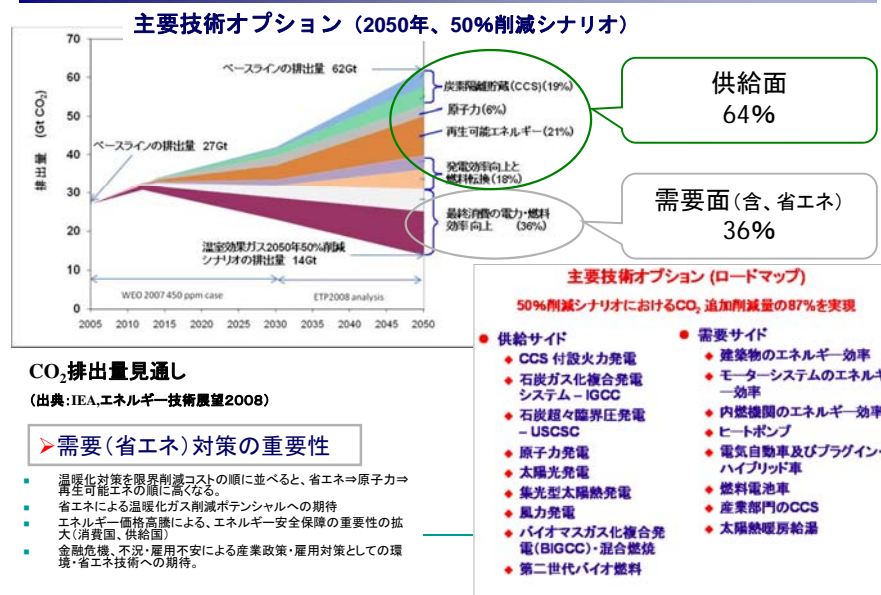 主要技術オプション（2050年、50%削減シナリオ）
70
60
50
40
30
20
10
0
排出量 (Gt CO₂)
2005 2010 2015 2020 2025 2030 2035 2040 2045 2050
ベースラインの排出量 62Gt
ベースラインの排出量 27Gt
炭素隔離貯蔵(CCS)(19%)
原子力(6%)
再生可能エネルギー(21%)
発電効率向上と
燃料転換(18%)
最終消費の電力・燃料
効率向上 (36%)
温室効果ガス2050年50%削減
シナリオの排出量 14Gt
WEO 2007 450 ppm case
ETP2008 analysis
供給面
64%
需要面(含、省エネ)
36%
CO₂排出量見通し
（出典：IEA,エネルギー技術展望2008）
➢需要(省エネ)対策の重要性
温暖化対策を限界削減コストの順に並べると、省エネ⇒原子力⇒
再生可能エネの順に高くなる。
省エネによる温暖化ガス削減ポテンシャルへの期待
エネルギー価格高騰による、エネルギー安全保障の重要性の拡
大(消費国、供給国)
金融危機、不況・雇用不安による産業政策・雇用対策としての環
境・省エネ技術への期待。
主要技術オプション (ロードマップ)
50%削減シナリオにおけるCO₂ 追加削減量の87%を実現
供給サイド
CCS 付設火力発電
石炭ガス化複合発電
システム – IGCC
石炭超々臨界圧発電
– USCSC
原子力発電
太陽光発電
集光型太陽熱発電
風力発電
バイオマスガス化複合発
電(BIGCC)・混合燃焼
第二世代バイオ燃料
需要サイド
建築物のエネルギー効率
モーターシステムのエネルギ
ー効率
内燃機関のエネルギー効率
ヒートポンプ
電気自動車及びプラグイン・
ハイブリッド車
燃料電池車
産業部門のCCS
太陽熱暖房給湯